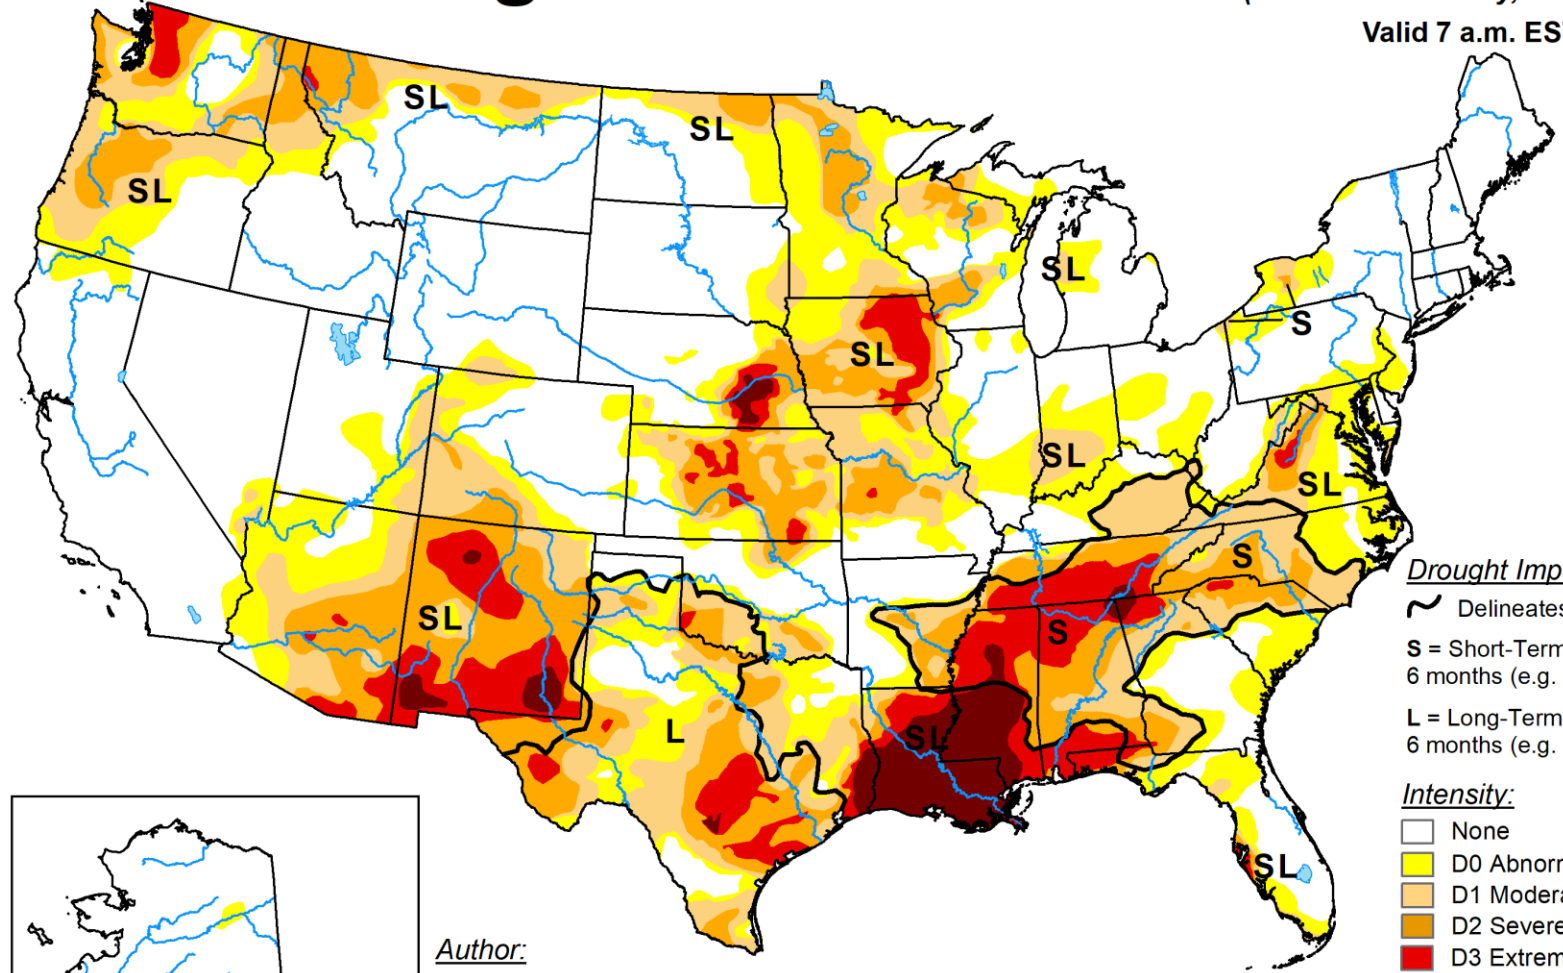 Valid 7 a.m. EST
SL
SL
SL
SL
SL
S
SL
SL
S
SL
S
L
SL
SL
Author:
Drought Imp
Delineates
S = Short-Term
6 months (e.g.
L = Long-Term
6 months (e.g.
Intensity:
None
D0 Abnorm
D1 Modera
D2 Severe
D3 Extrem